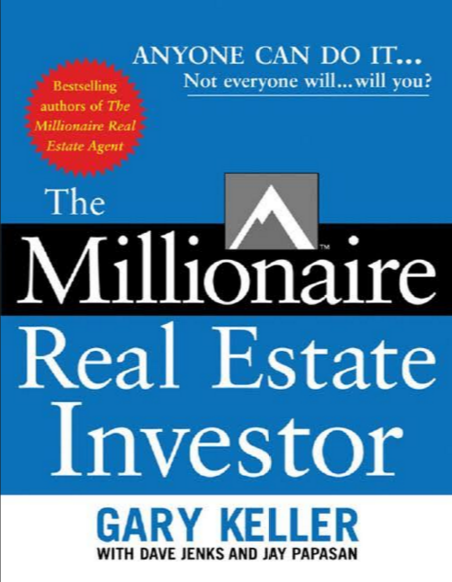 ANYONE CAN DO IT...
Not everyone will...will you?
Bestselling
authors of The
Millionaire Real
Estate Agent
The
Millionaire
™
Real Estate
Investor
GARY KELLER
WITH DAVE JENKS AND JAY PAPASAN